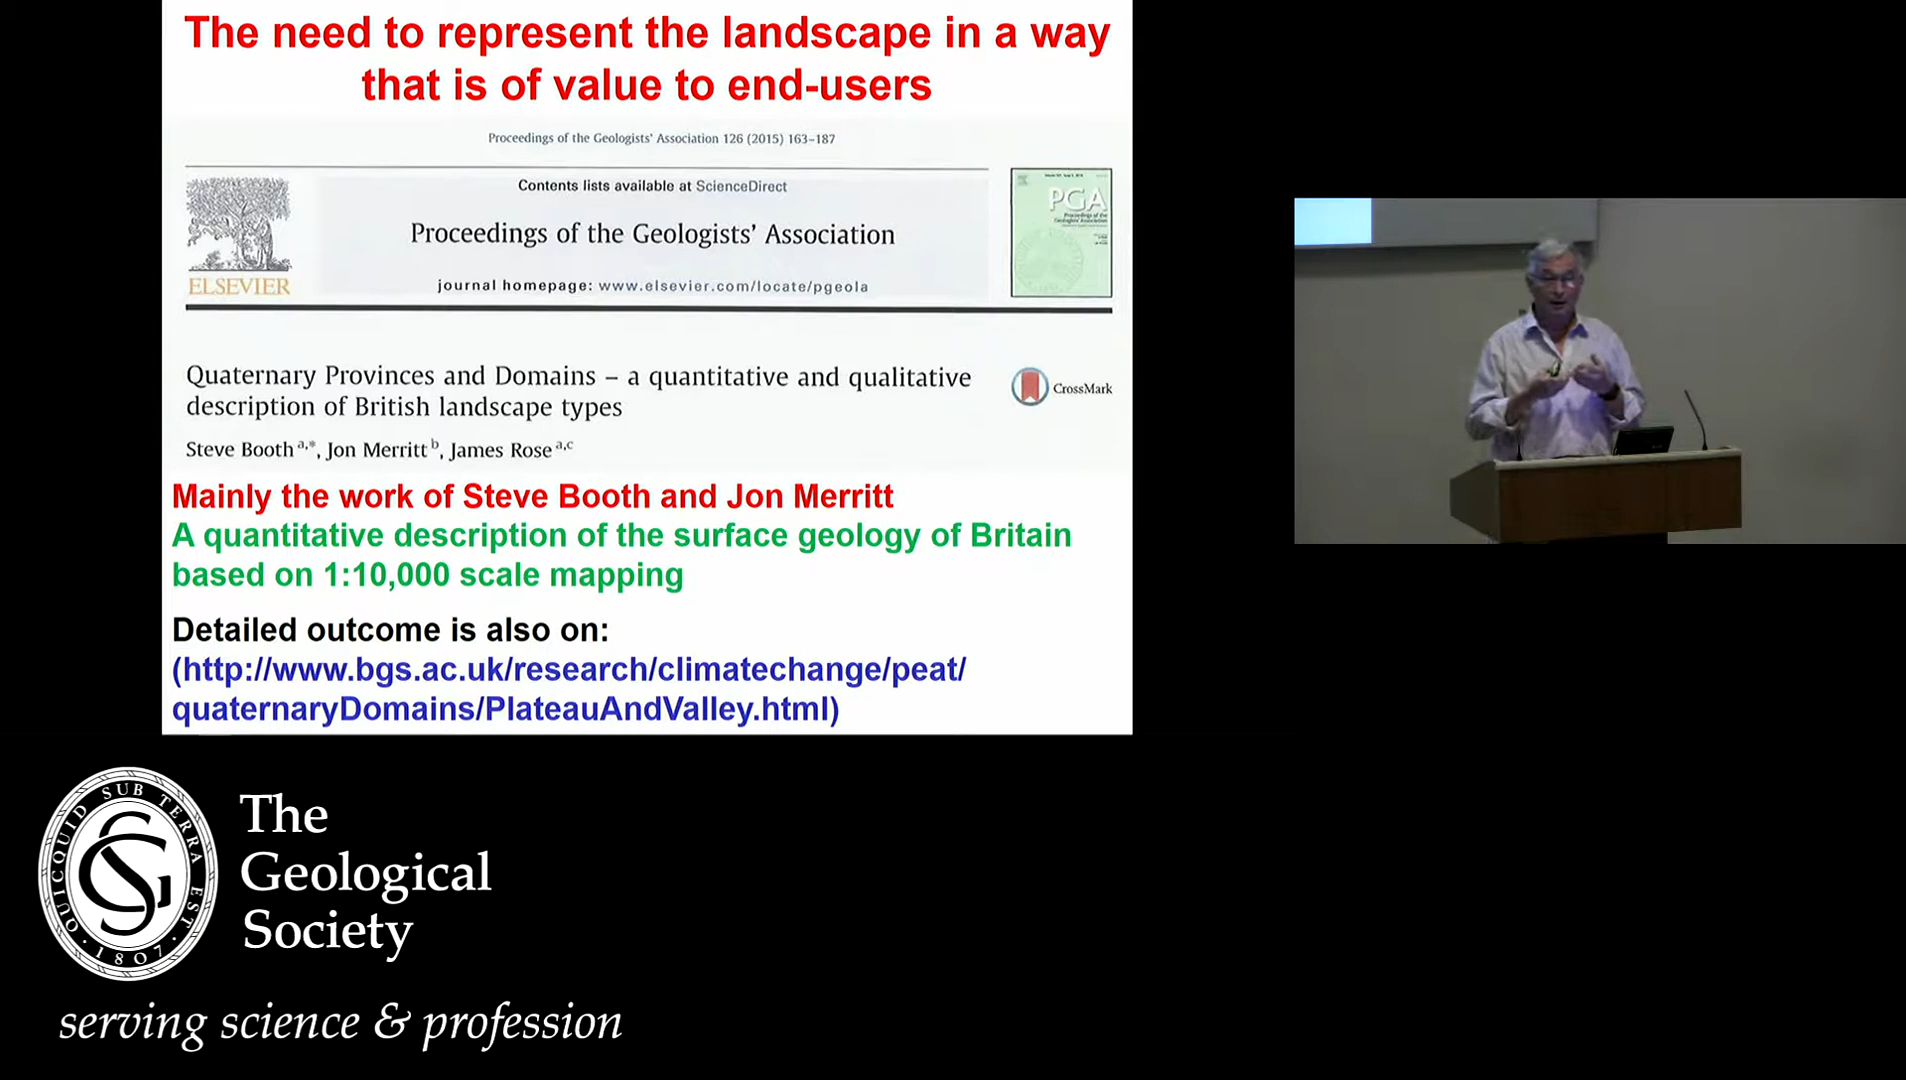 The need to represent the landscape in a way
that is of value to end-users
Proceedings of the Geologists' Association 126 (2015) 163–187
Contents lists available at ScienceDirect
Proceedings of the Geologists' Association
journal homepage: www.elsevier.com/locate/pgeola
ELSEVIER
PGA
Proceedings of the
Geologists' Association
Quaternary Provinces and Domains – a quantitative and qualitative
description of British landscape types
CrossMark
Steve Booth a,*, Jon Merritt b, James Rose a,c
Mainly the work of Steve Booth and Jon Merritt
A quantitative description of the surface geology of Britain
based on 1:10,000 scale mapping
Detailed outcome is also on:
(http://www.bgs.ac.uk/research/climatechange/peat/
quaternaryDomains/PlateauAndValley.html)
QUICQUID SUB TERRA EST
1807
The
Geological
Society
serving science & profession